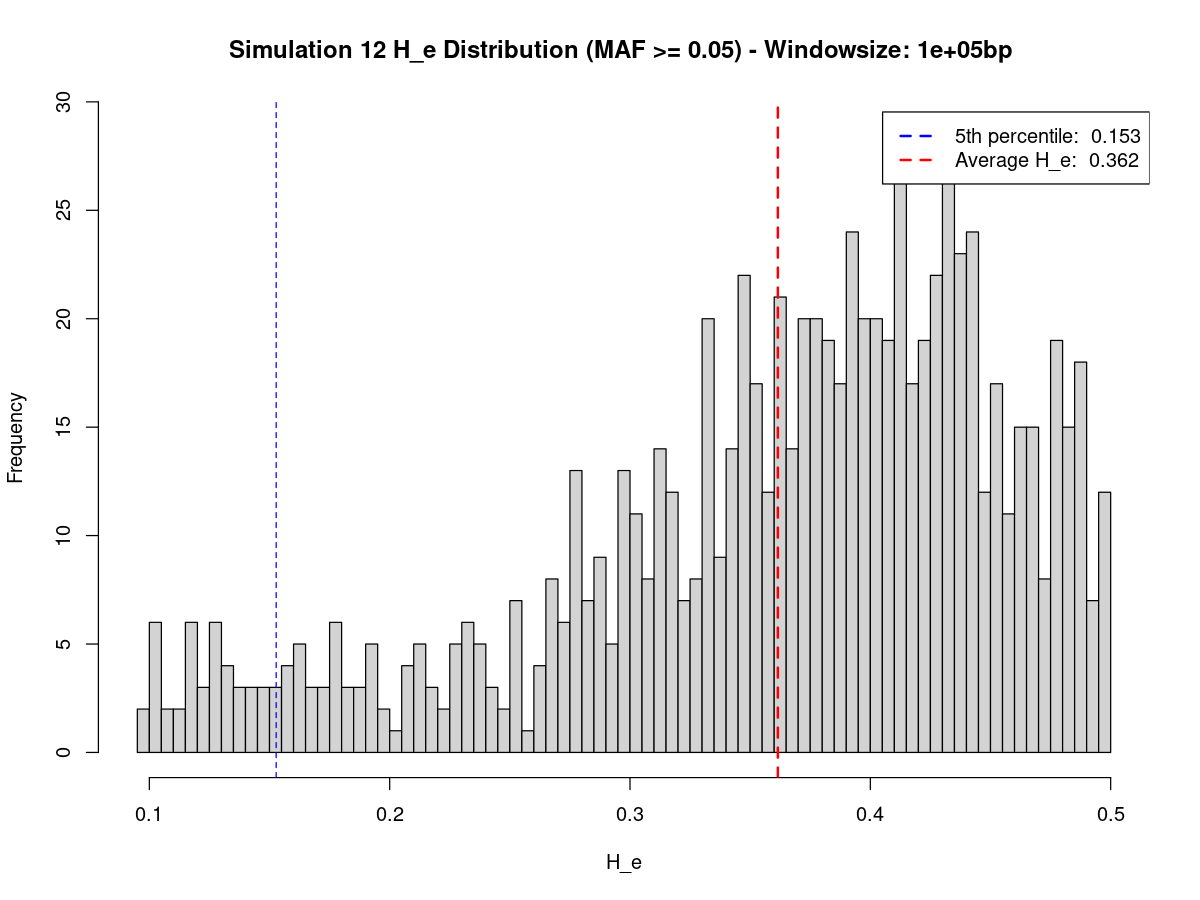 Simulation 12 H_e Distribution (MAF >= 0.05) - Windowsize: 1e+05bp
5th percentile: 0.153
Average H_e: 0.362
Frequency
30
25
20
15
10
5
0
0.1 0.2 0.3 0.4 0.5
H_e